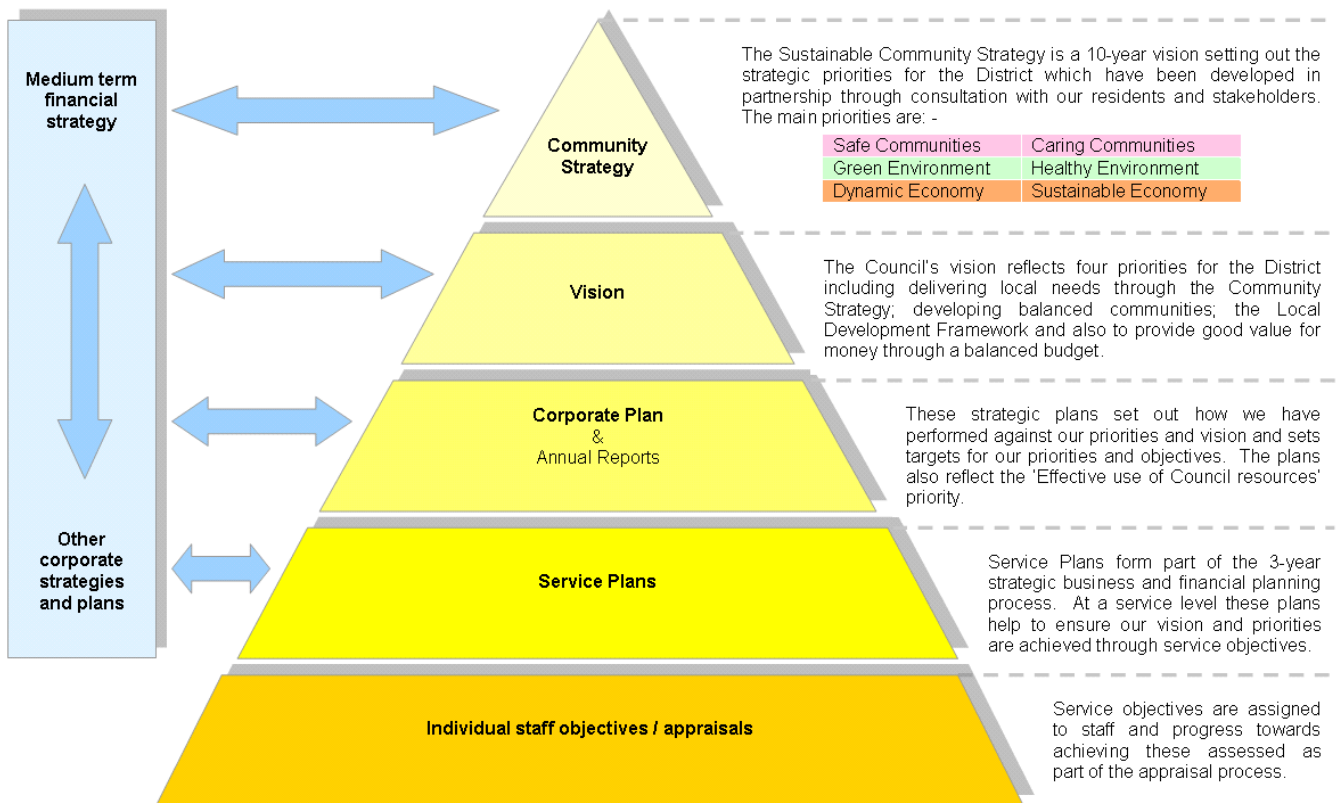 Medium term
financial
strategy
Other
corporate
strategies
and plans
Community
Strategy
Vision
Corporate Plan
&
Annual Reports
Service Plans
Individual staff objectives / appraisals
The Sustainable Community Strategy is a 10-year vision setting out the
strategic priorities for the District which have been developed in
partnership through consultation with our residents and stakeholders.
The main priorities are: -
Safe Communities Caring Communities
Green Environment Healthy Environment
Dynamic Economy Sustainable Economy
The Council's vision reflects four priorities for the District
including delivering local needs through the Community
Strategy; developing balanced communities; the Local
Development Framework and also to provide good value for
money through a balanced budget.
These strategic plans set out how we have
performed against our priorities and vision and sets
targets for our priorities and objectives. The plans
also reflect the 'Effective use of Council resources'
priority.
Service Plans form part of the 3-year
strategic business and financial planning
process. At a service level these plans
help to ensure our vision and priorities
are achieved through service objectives.
Service objectives are assigned
to staff and progress towards
achieving these assessed as
part of the appraisal process.